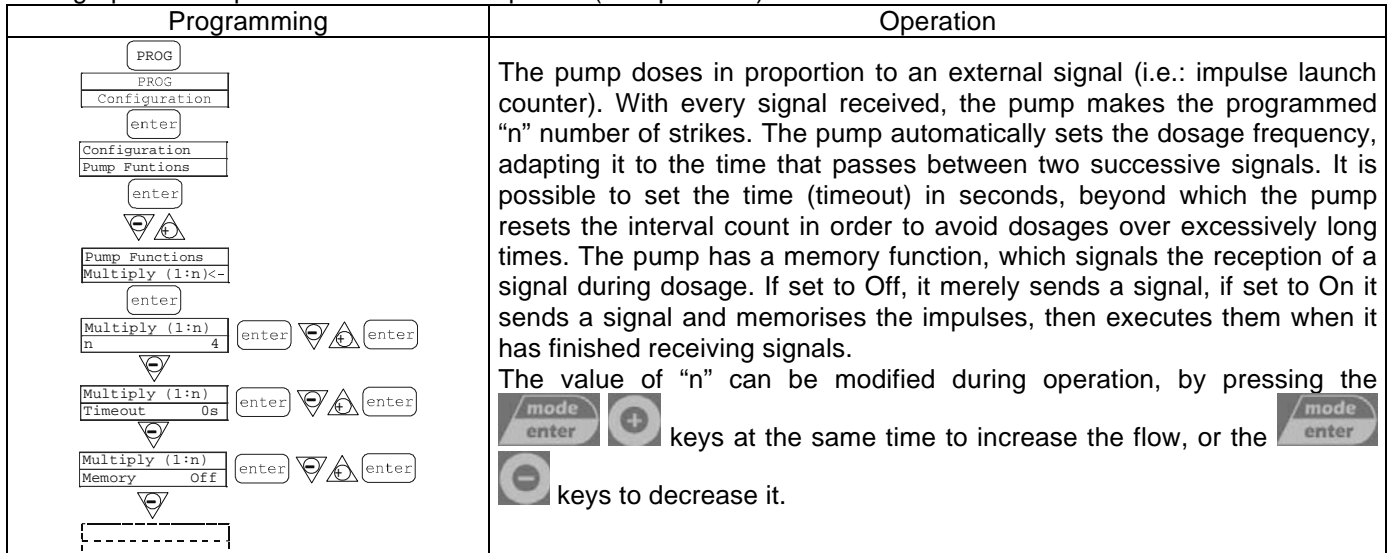 Programming
Operation
PROG
PROG
Configuration
enter
Configuration
Pump Funtions
enter
- +
Pump Functions
Multiply (1:n)<-
enter
Multiply (1:n)
n 4 enter - + enter
-
Multiply (1:n)
Timeout 0s enter - + enter
-
Multiply (1:n)
Memory Off enter - + enter
-
The pump doses in proportion to an external signal (i.e.: impulse launch
counter). With every signal received, the pump makes the programmed
“n” number of strikes. The pump automatically sets the dosage frequency,
adapting it to the time that passes between two successive signals. It is
possible to set the time (timeout) in seconds, beyond which the pump
resets the interval count in order to avoid dosages over excessively long
times. The pump has a memory function, which signals the reception of a
signal during dosage. If set to Off, it merely sends a signal, if set to On it
sends a signal and memorises the impulses, then executes them when it
has finished receiving signals.
The value of “n” can be modified during operation, by pressing the
mode enter + keys at the same time to increase the flow, or the mode enter
- keys to decrease it.